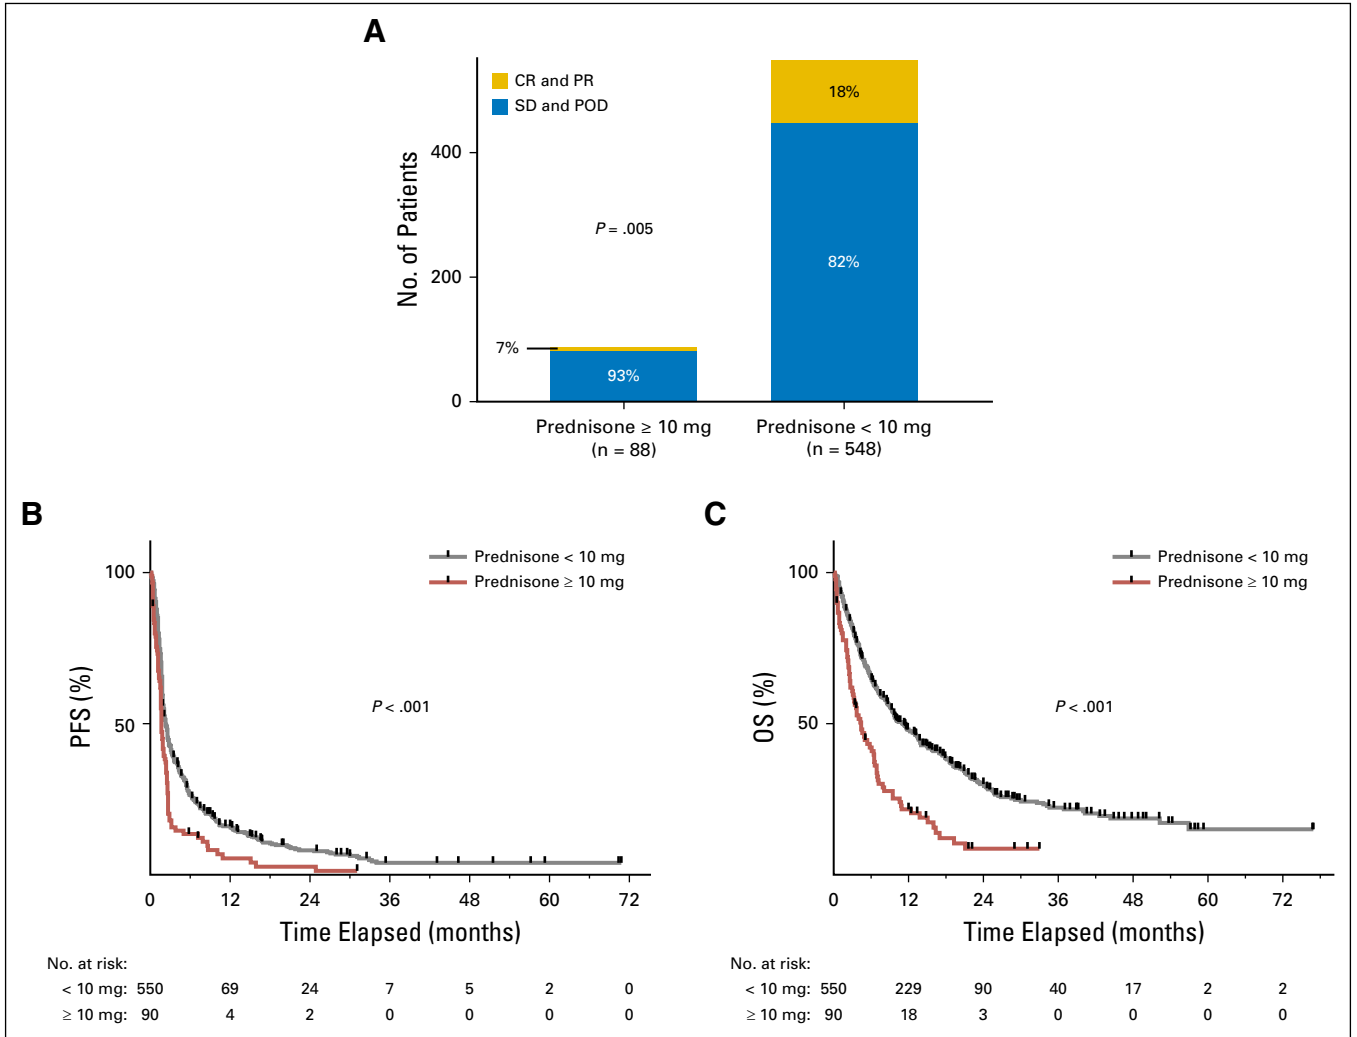 A
CR and PR
SD and POD
No. of Patients
400
200
0
18%
82%
P = .005
7%
93%
Prednisone ≥ 10 mg
(n = 88)
Prednisone < 10 mg
(n = 548)
B
Prednisone < 10 mg
Prednisone ≥ 10 mg
PFS (%)
100
50
P < .001
0 12 24 36 48 60 72
Time Elapsed (months)
No. at risk:
< 10 mg: 550 69 24 7 5 2 0
≥ 10 mg: 90 4 2 0 0 0 0
C
Prednisone < 10 mg
Prednisone ≥ 10 mg
OS (%)
100
50
P < .001
0 12 24 36 48 60 72
Time Elapsed (months)
No. at risk:
< 10 mg: 550 229 90 40 17 2 2
≥ 10 mg: 90 18 3 0 0 0 0